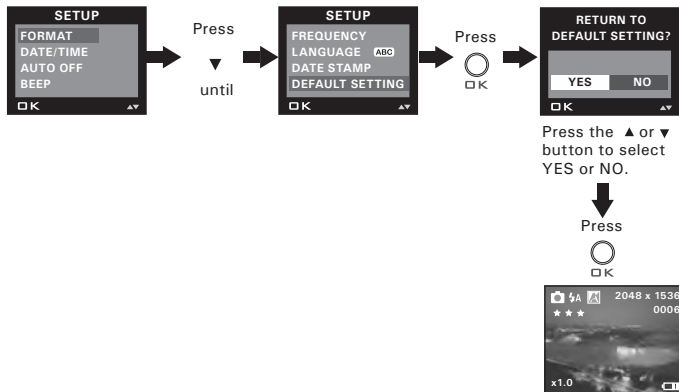 SETUP
FORMAT
DATE/TIME
AUTO OFF
BEEP
OK
Press
until
SETUP
FREQUENCY
LANGUAGE ABC
DATE STAMP
DEFAULT SETTING
OK
Press
OK
RETURN TO
DEFAULT SETTING?
YES NO
OK
Press the ▲ or ▼
button to select
YES or NO.
Press
OK
A 2048 x 1536
0006
x1.0